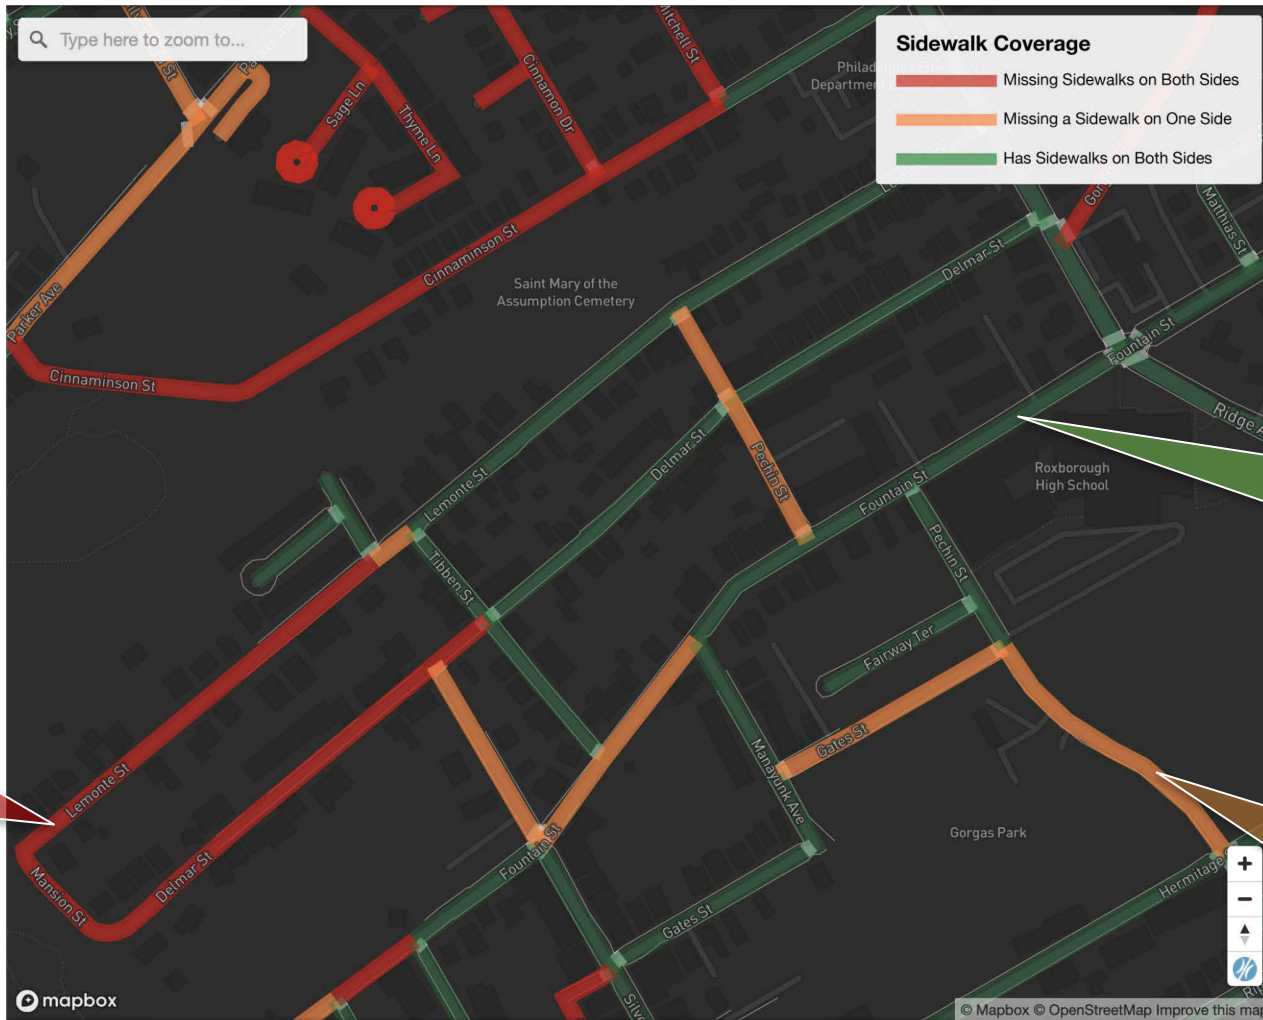 Type here to zoom to...
Sidewalk Coverage
Missing Sidewalks on Both Sides
Missing a Sidewalk on One Side
Has Sidewalks on Both Sides
Mitchell St
Sage Ln
Thyme Ln
Cinnamon Dr
Cinnaminson St
Parker Ave
Cinnaminson St
Saint Mary of the
Assumption Cemetery
Matthias St
Delmar St
Fountain St
Ridge A
Roxborough
High School
Delmar St
Pechin St
Lemonte St
Fountain St
Tibben St
Pechin St
Fairway Ter
Gates St
Manayunk Ave
Gorgas Park
Lemonte St
Mansion St
Delmar St
Fountain St
Gates St
Hermitage
Silve
mapbox
© Mapbox © OpenStreetMap Improve this map